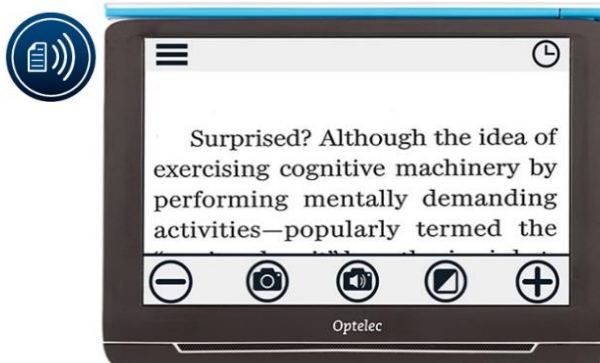 Surprised? Although the idea of
exercising cognitive machinery by
performing mentally demanding
activities—popularly termed the
Optelec